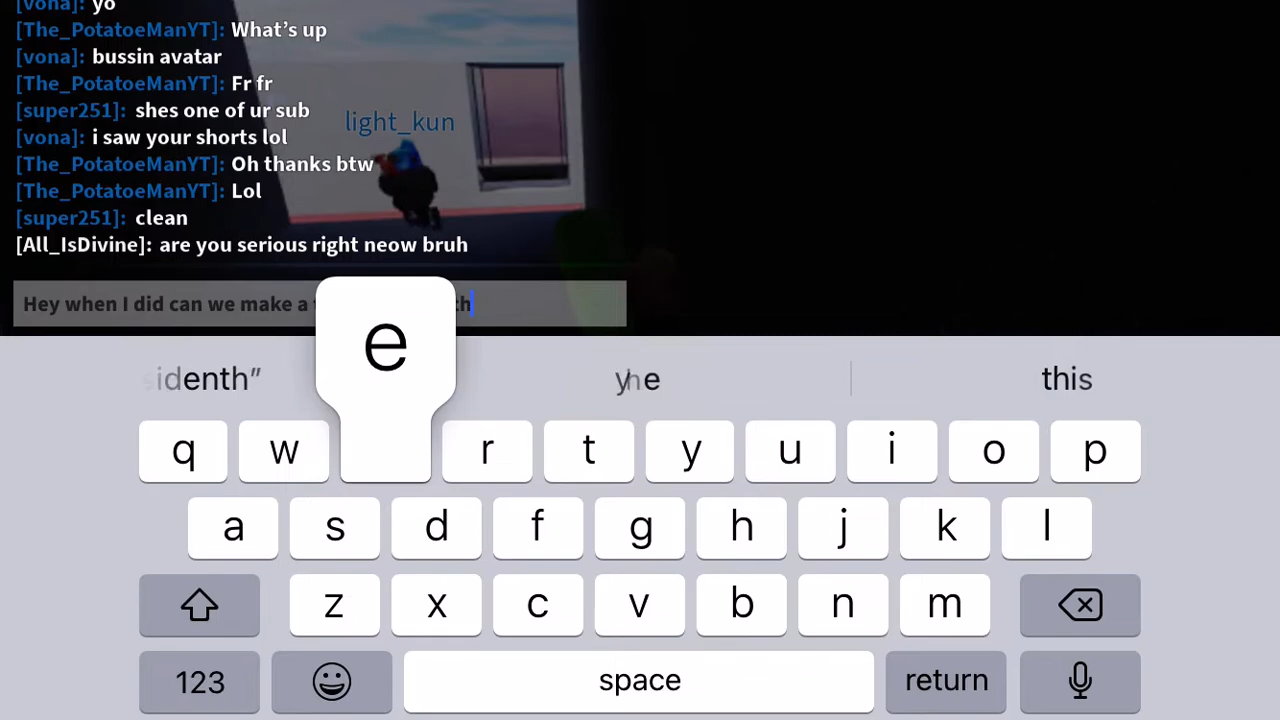 [vona]: yo
[The_PotatoeManYT]: What's up
[vona]: bussin avatar
[The_PotatoeManYT]: Fr fr
[super251]: shes one of ur sub
[vona]: i saw your shorts lol
light_kun
[The_PotatoeManYT]: Oh thanks btw
[The_PotatoeManYT]: Lol
[super251]: clean
[All_IsDivine]: are you serious right neow bruh
Hey when I did can we make a
e
identh” this
q w r t y u i o p
a s d f g h j k l
z x c v b n m
123 space return